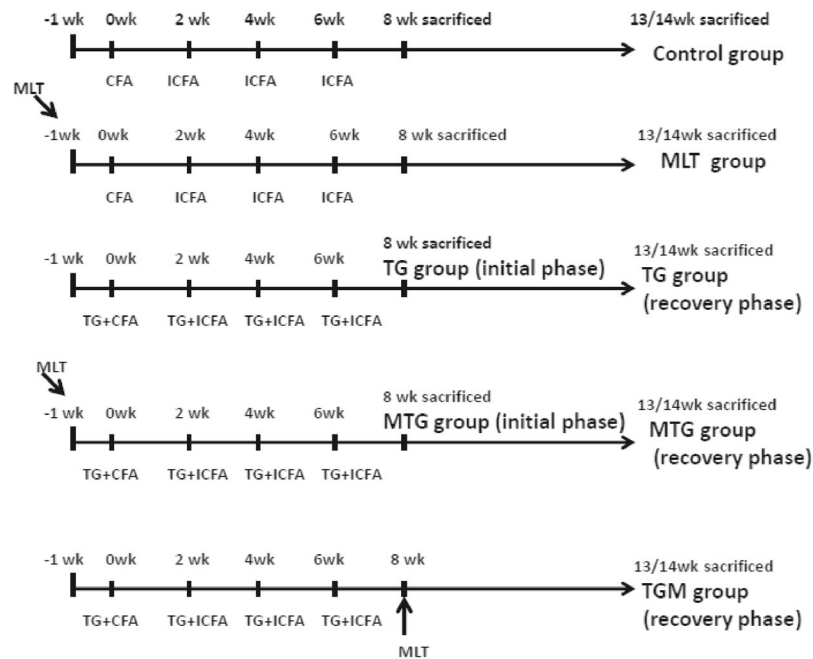 -1 wk 0wk 2 wk 4wk 6wk 8 wk sacrificed 13/14wk sacrificed
Control group
CFA ICFA ICFA ICFA
MLT
-1wk 0wk 2wk 4wk 6wk 8 wk sacrificed 13/14wk sacrificed
MLT group
CFA ICFA ICFA ICFA
8 wk sacrificed
-1 wk 0wk 2 wk 4wk 6wk TG group (initial phase) 13/14wk sacrificed
TG group
(recovery phase)
TG+CFA TG+ICFA TG+ICFA TG+ICFA
MLT
8 wk sacrificed
-1 wk 0wk 2 wk 4wk 6wk MTG group (initial phase) 13/14wk sacrificed
MTG group
(recovery phase)
TG+CFA TG+ICFA TG+ICFA TG+ICFA
-1 wk 0wk 2 wk 4wk 6wk 8 wk 13/14wk sacrificed
TGM group
(recovery phase)
TG+CFA TG+ICFA TG+ICFA TG+ICFA
MLT